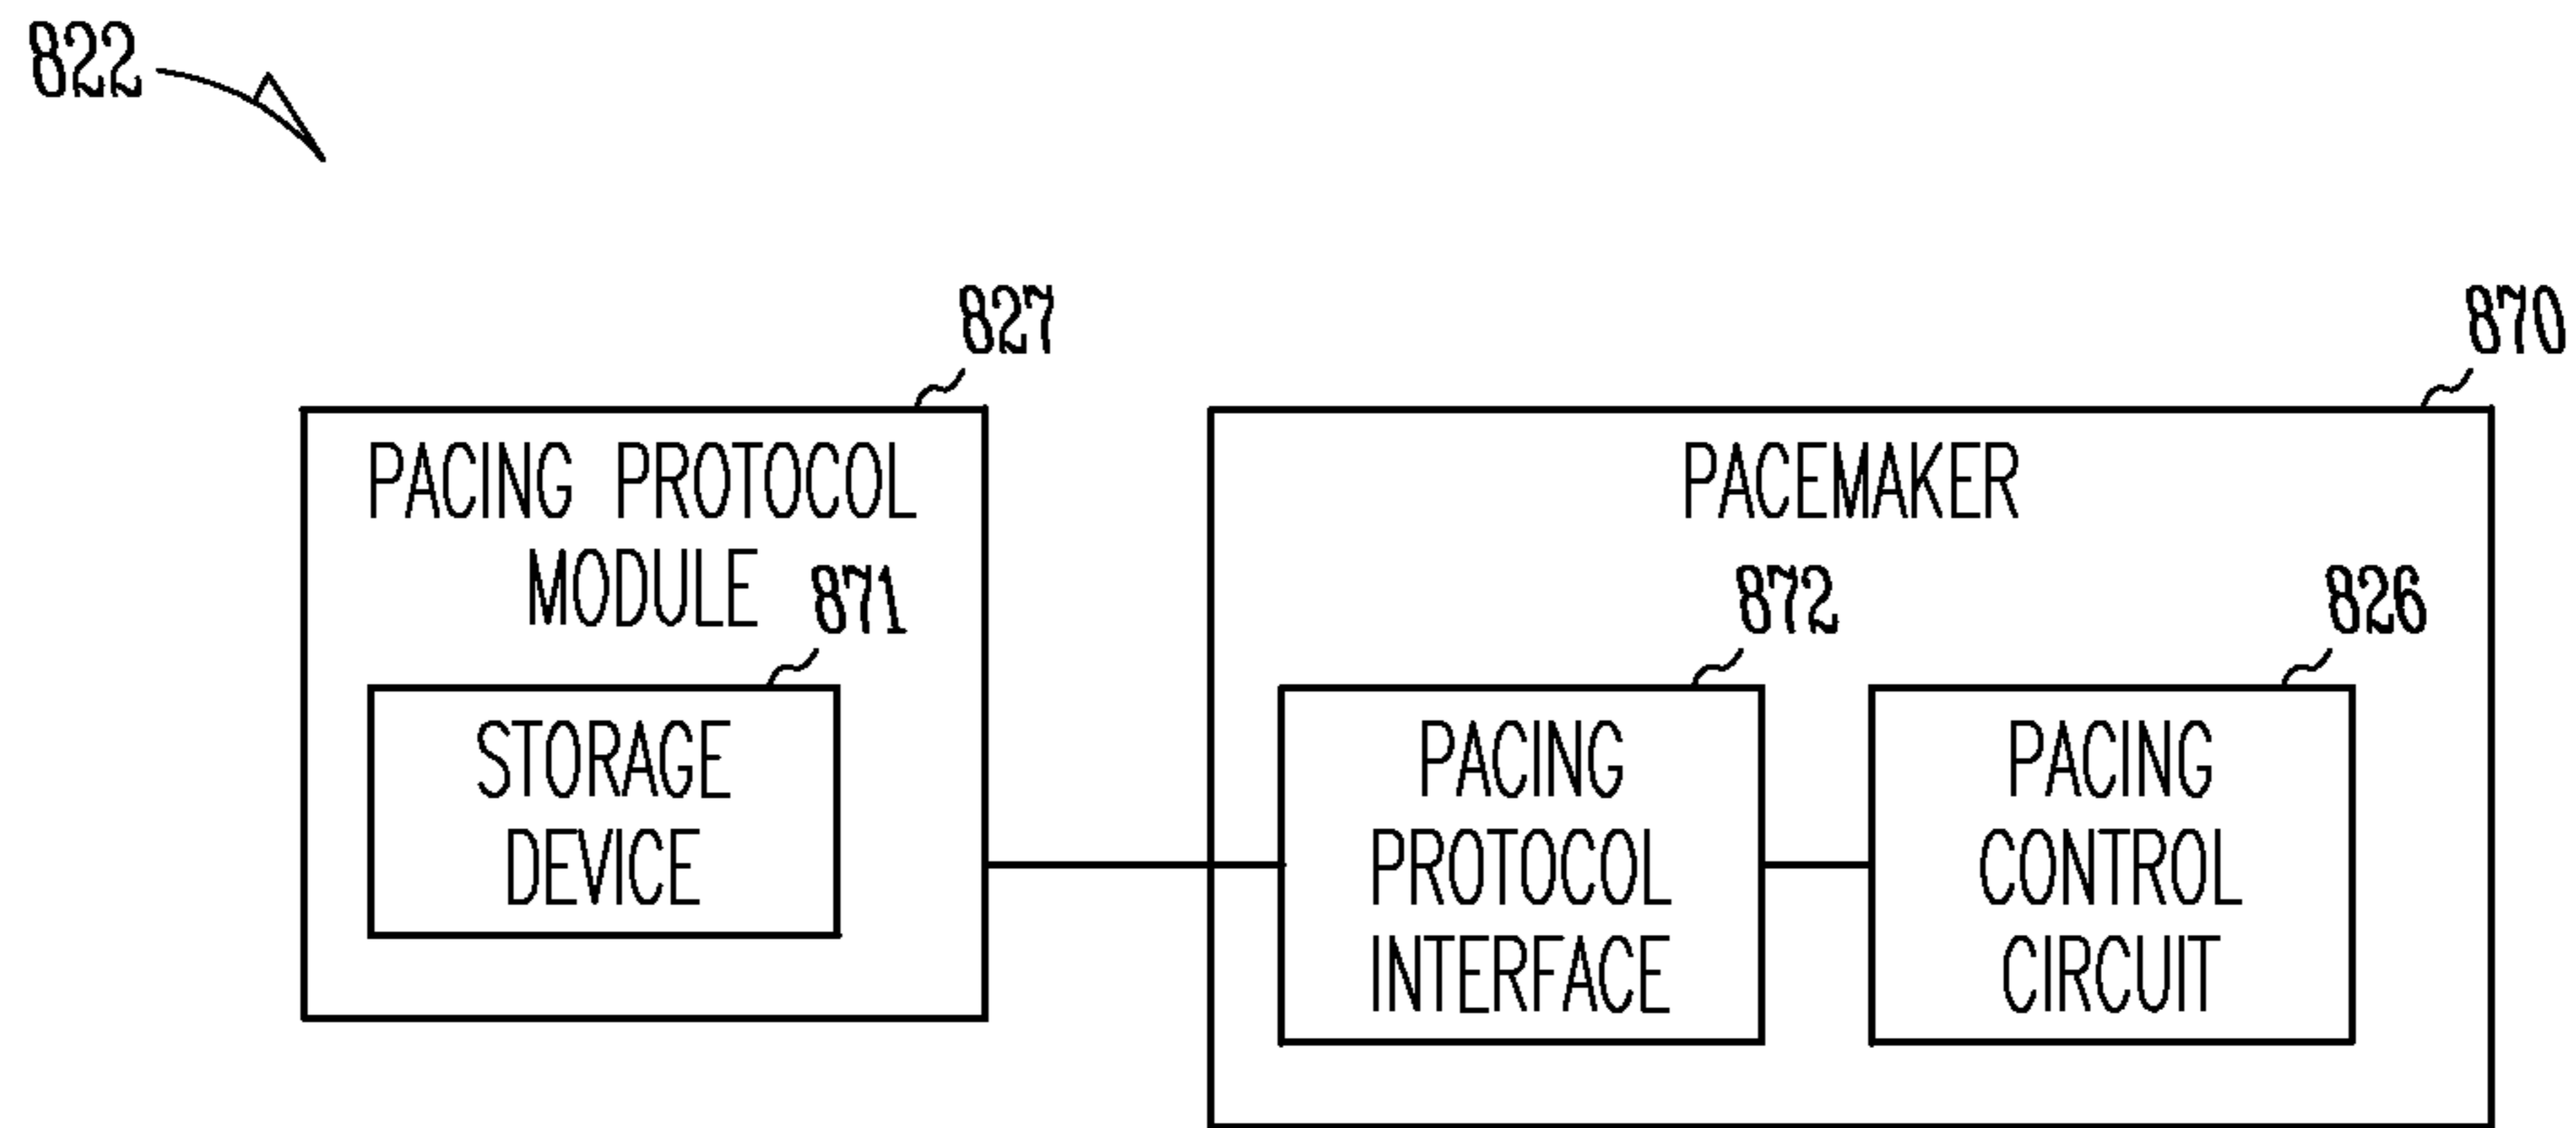 822
827
870
PACING PROTOCOL
MODULE
PACEMAKER
871
872
826
STORAGE
DEVICE
PACING
PROTOCOL
INTERFACE
PACING
CONTROL
CIRCUIT